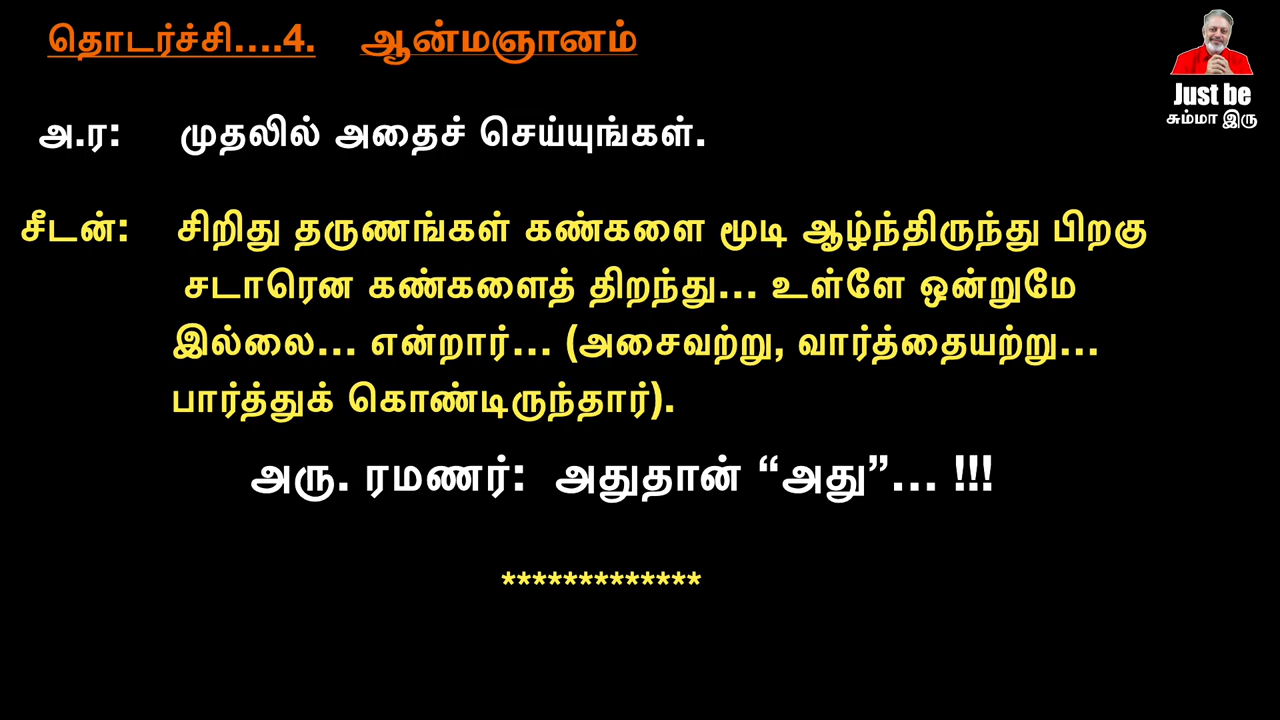 தொடர்ச்சி....4. ஆன்மஞானம்
Just be
சும்மா இரு
அ.ர: முதலில் அதைச் செய்யுங்கள்.
சீடன்: சிறிது தருணங்கள் கண்களை மூடி ஆழ்ந்திருந்து பிறகு
சடாரென கண்களைத் திறந்து... உள்ளே ஒன்றுமே
இல்லை... என்றார்... (அசைவற்று, வார்த்தையற்று...
பார்த்துக் கொண்டிருந்தார்).
அரு. ரமணர்: அதுதான் “அது”... !!!
*************